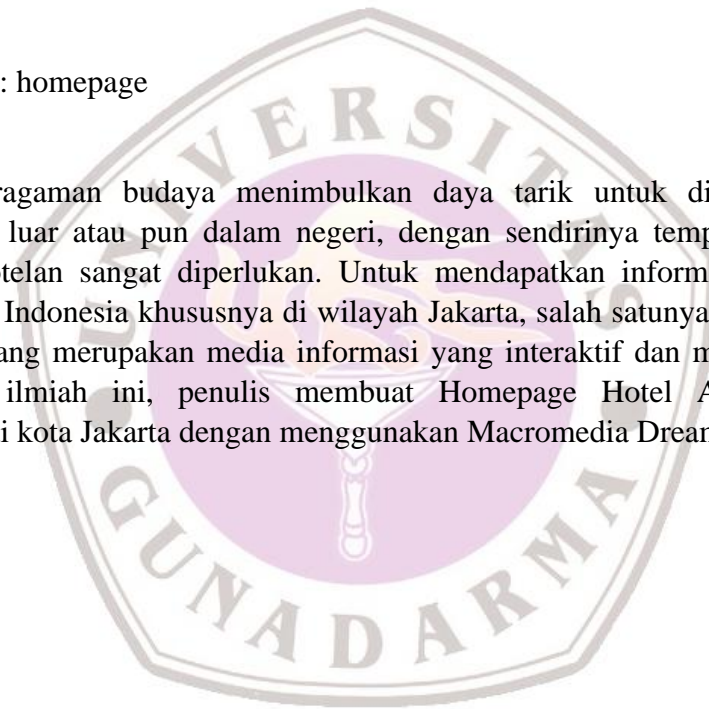 : homepage
ragaman budaya menimbulkan daya tarik untuk di
luar atau pun dalam negeri, dengan sendirinya temp
otelan sangat diperlukan. Untuk mendapatkan inform
Indonesia khususnya di wilayah Jakarta, salah satunya
ang merupakan media informasi yang interaktif dan m
ilmiah ini, penulis membuat Homepage Hotel A
i kota Jakarta dengan menggunakan Macromedia Drean
UNIVERSITAS
GUNADARMA